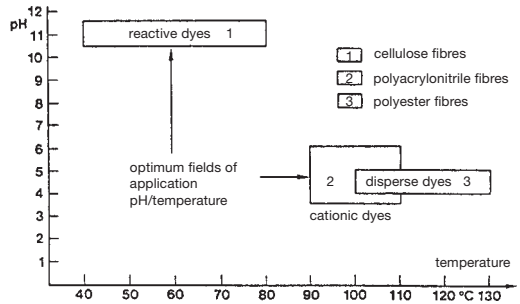 pH
12
11
10
9
8
7
6
5
4
3
2
1
reactive dyes 1
1 cellulose fibres
2 polyacrylonitrile fibres
3 polyester fibres
optimum fields of
application
pH/temperature
2
disperse dyes 3
cationic dyes
temperature
40 50 60 70 80 90 100 110 120 °C 130